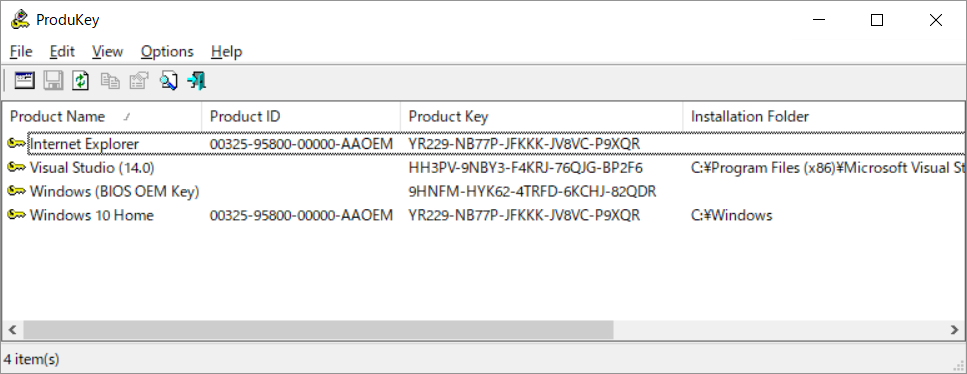 ProduKey
File Edit View Options Help
Product Name / Product ID Product Key Installation Folder
Internet Explorer 00325-95800-00000-AAOEM YR229-NB77P-JFKKK-JV8VC-P9XQR
Visual Studio (14.0) HH3PV-9NBY3-F4KRJ-76QJG-BP2F6 C:¥Program Files (x86)¥Microsoft Visual St
Windows (BIOS OEM Key) 9HNFM-HYK62-4TRFD-6KCHJ-82QDR
Windows 10 Home 00325-95800-00000-AAOEM YR229-NB77P-JFKKK-JV8VC-P9XQR C:¥Windows
4 item(s)